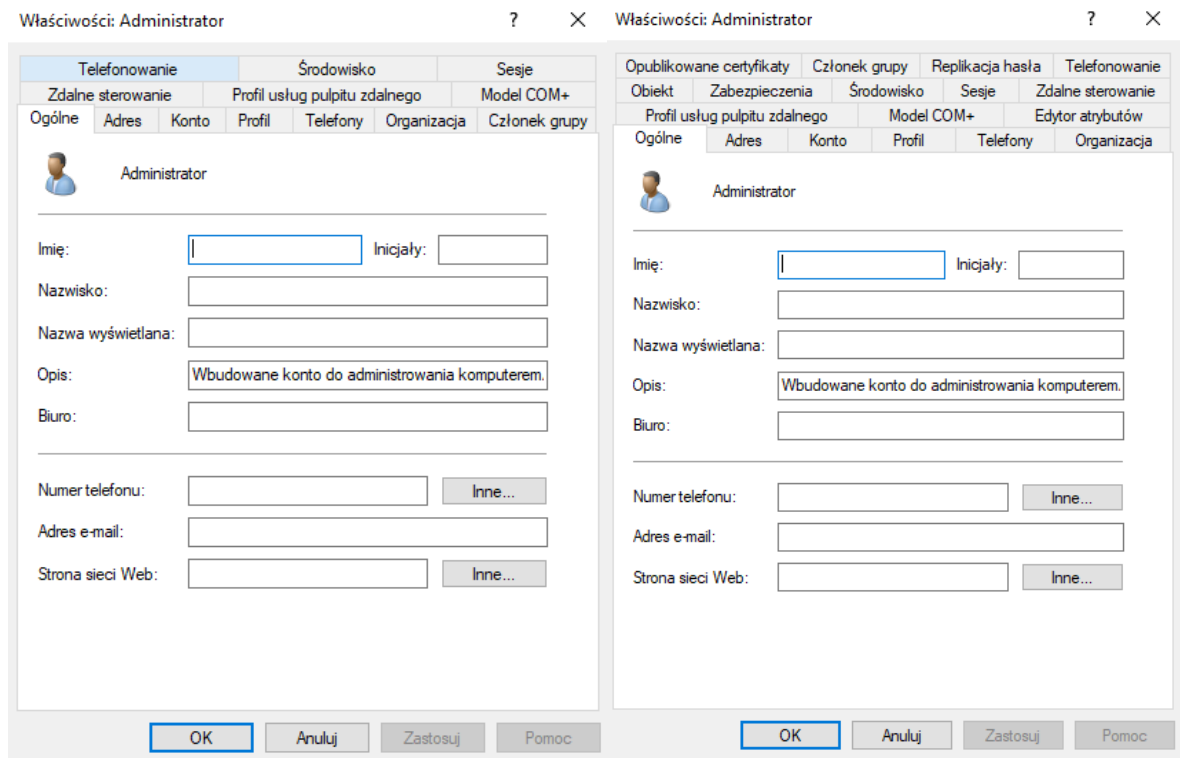 Właściwości: Administrator
Telefonowanie Środowisko Sesje
Zdalne sterowanie Profil usług pulpitu zdalnego Model COM+
Ogólne Adres Konto Profil Telefony Organizacja Członek grupy
Administrator
Imię: Inicjały:
Nazwisko:
Nazwa wyświetlana:
Opis: Wbudowane konto do administrowania komputerem.
Biuro:
Numer telefonu: Inne...
Adres e-mail:
Strona sieci Web: Inne...
OK Anuluj Zastosuj Pomoc
Właściwości: Administrator
Opublikowane certyfikaty Członek grupy Replikacja hasła Telefonowanie
Obiekt Zabezpieczenia Środowisko Sesje Zdalne sterowanie
Profil usług pulpitu zdalnego Model COM+ Edytor atrybutów
Ogólne Adres Konto Profil Telefony Organizacja
Administrator
Imię: Inicjały:
Nazwisko:
Nazwa wyświetlana:
Opis: Wbudowane konto do administrowania komputerem.
Biuro:
Numer telefonu: Inne...
Adres e-mail:
Strona sieci Web: Inne...
OK Anuluj Zastosuj Pomoc